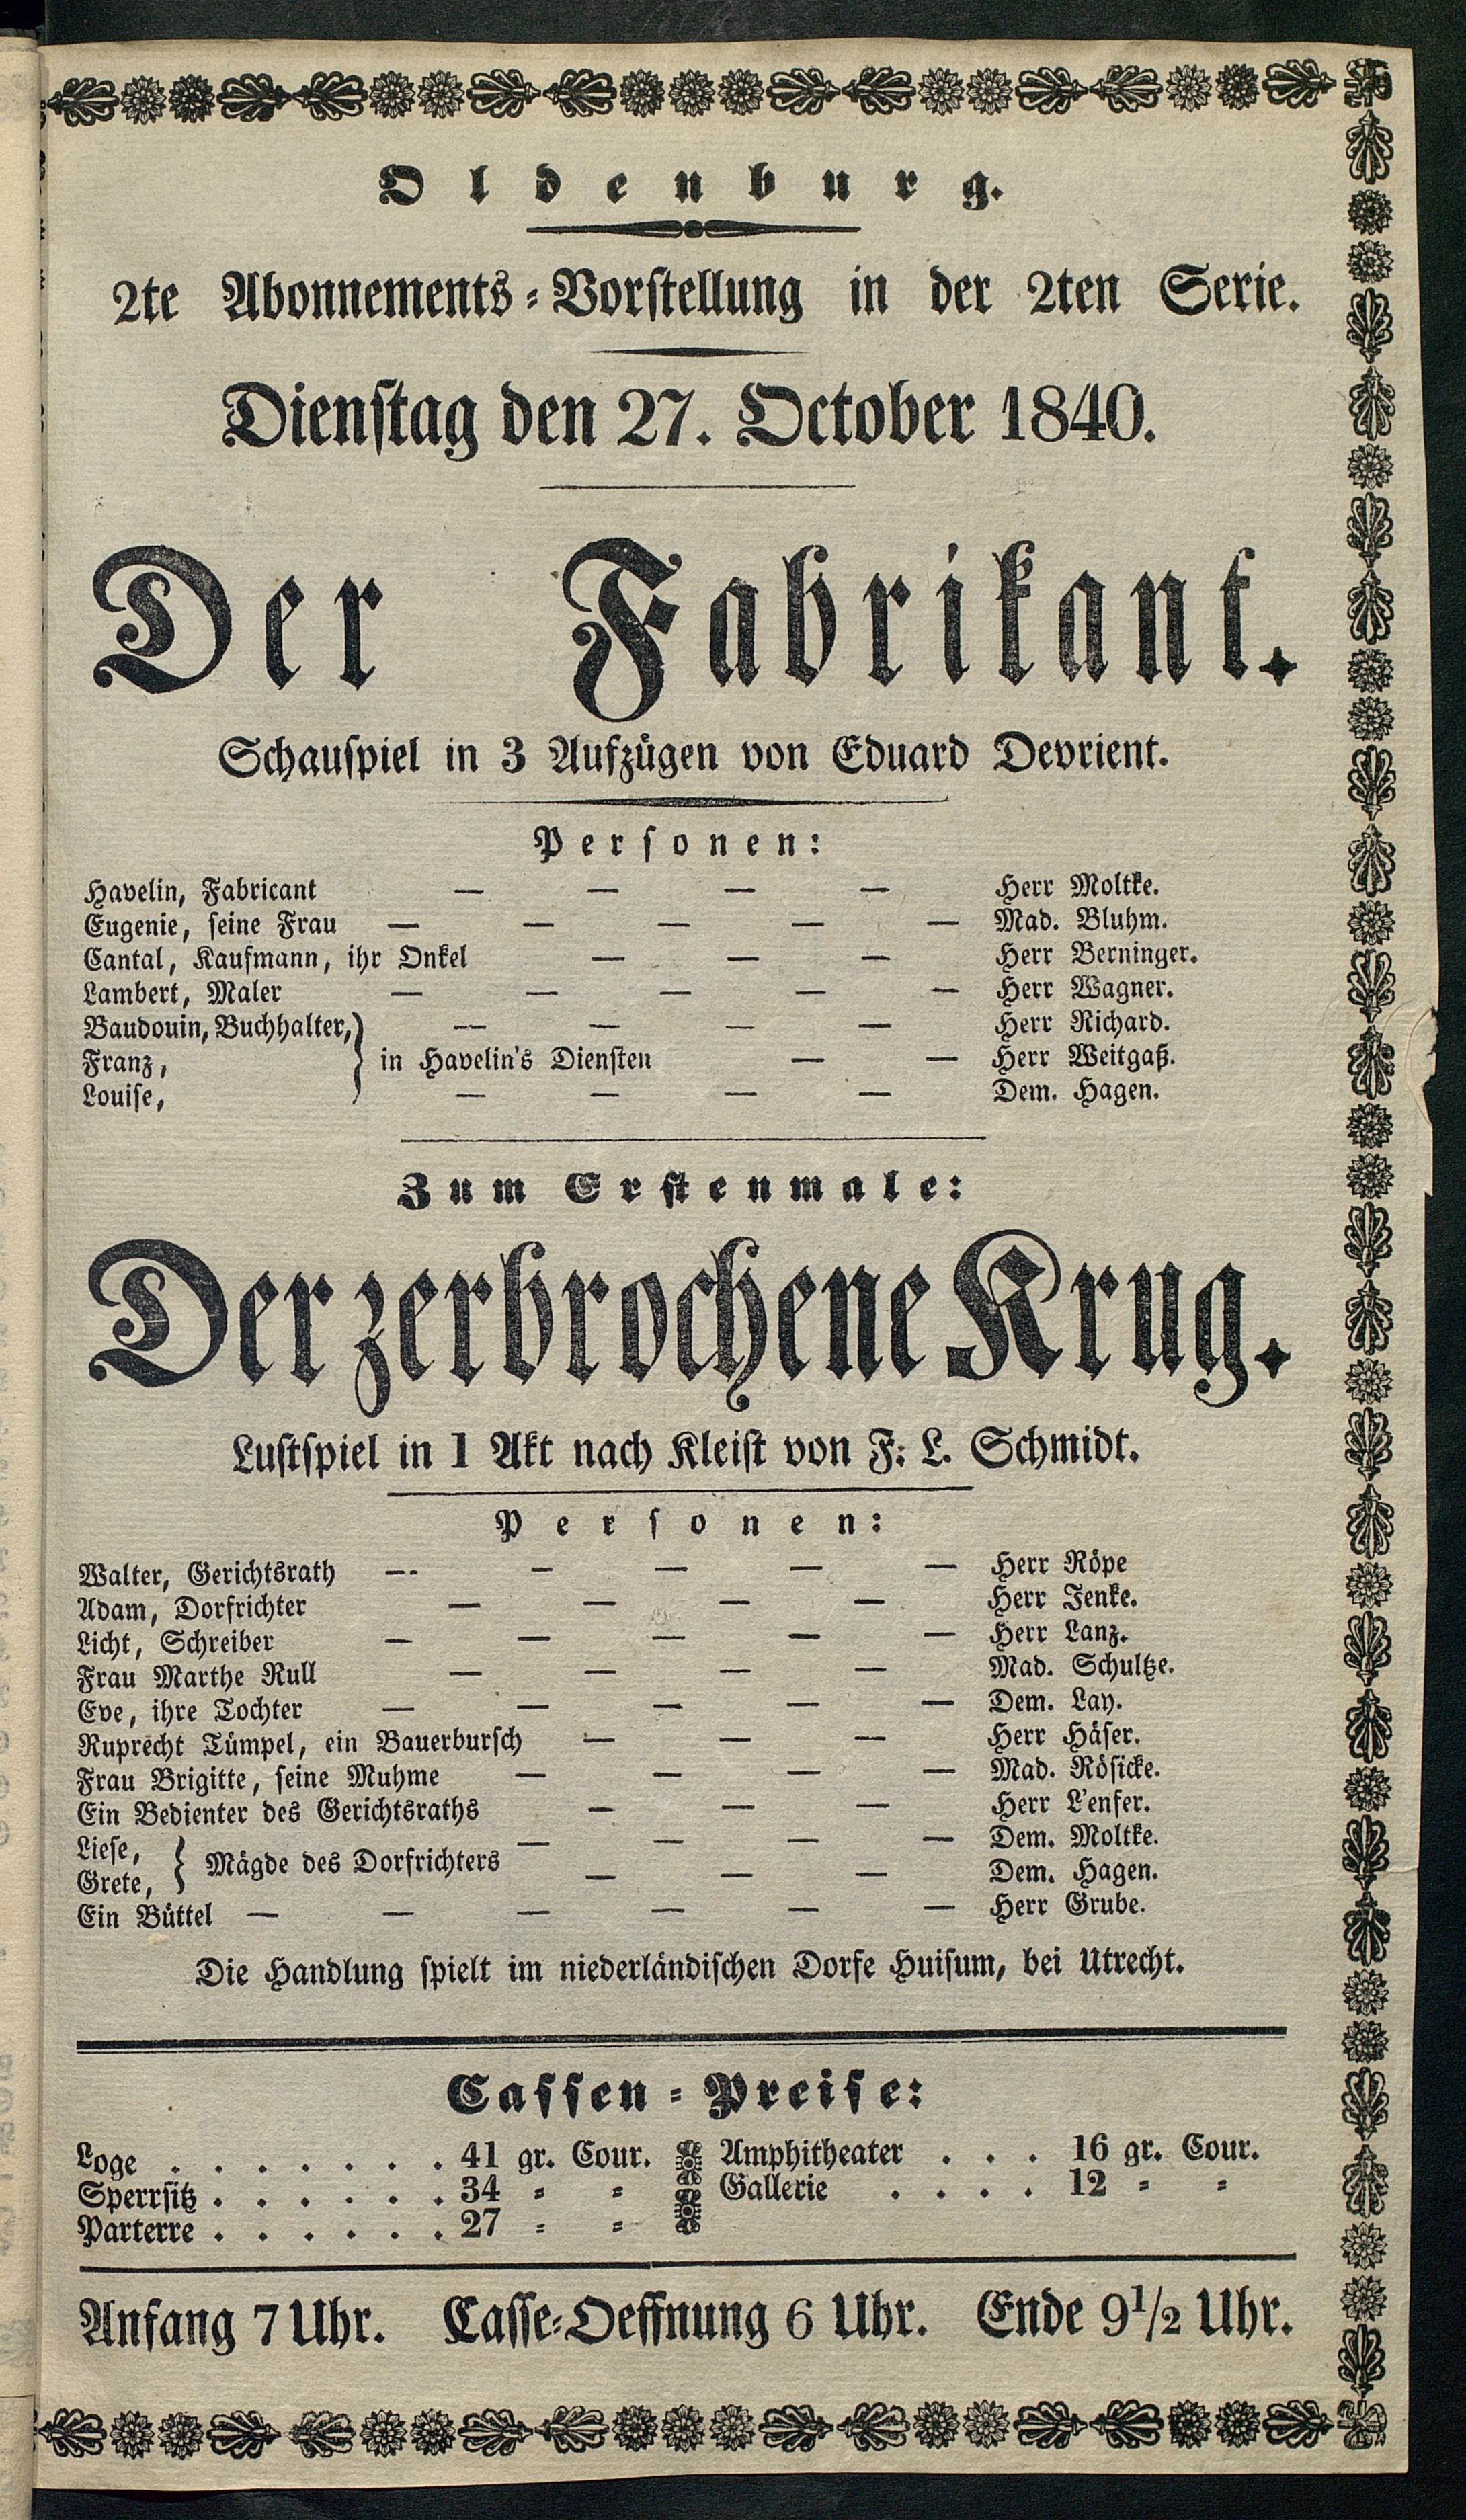 Oldenburg.
2te Abonnements-Vorstellung in der 2ten Serie.
Dienstag den 27. October 1840.
Der Fabrikant.
Schauspiel in 3 Aufzügen von Eduard Devrient.
Personen:
Havelin, Fabricant — — — — Herr Moltke.
Eugenie, seine Frau — — — — — Mad. Bluhm.
Cantal, Kaufmann, ihr Onkel — — — Herr Berninger.
Lambert, Maler — — — — — Herr Wagner.
Baudouin, Buchhalter, — — — — Herr Richard.
Franz, } in Havelin's Diensten — — Herr Weitgaß.
Louise, — — — — Dem. Hagen.
Zum Erstenmale:
Der zerbrochene Krug.
Lustspiel in 1 Akt nach Kleist von F. L. Schmidt.
Personen:
Walter, Gerichtsrath — — — — — Herr Röpe
Adam, Dorfrichter — — — — Herr Jenke.
Licht, Schreiber — — — — — Herr Lanz.
Frau Marthe Rull — — — — Mad. Schultze.
Eve, ihre Tochter — — — — — Dem. Lay.
Ruprecht Tümpel, ein Bauerbursch — — — Herr Häser.
Frau Brigitte, seine Muhme — — — — Mad. Rösicke.
Ein Bedienter des Gerichtsraths — — — Herr L'enfer.
Liese, — — — — Dem. Moltke.
} Mägde des Dorfrichters
Grete, — — — Dem. Hagen.
Ein Büttel — — — — — — Herr Grube.
Die Handlung spielt im niederländischen Dorfe Huisum, bei Utrecht.
Cassen-Preise:
Loge . . . . . . . 41 gr. Cour. Amphitheater . . . 16 gr. Cour.
Sperrsitz . . . . . . 34 = = Gallerie . . . . 12 = =
Parterre . . . . . . 27 = =
Anfang 7 Uhr. Casse-Oeffnung 6 Uhr. Ende 9½ Uhr.